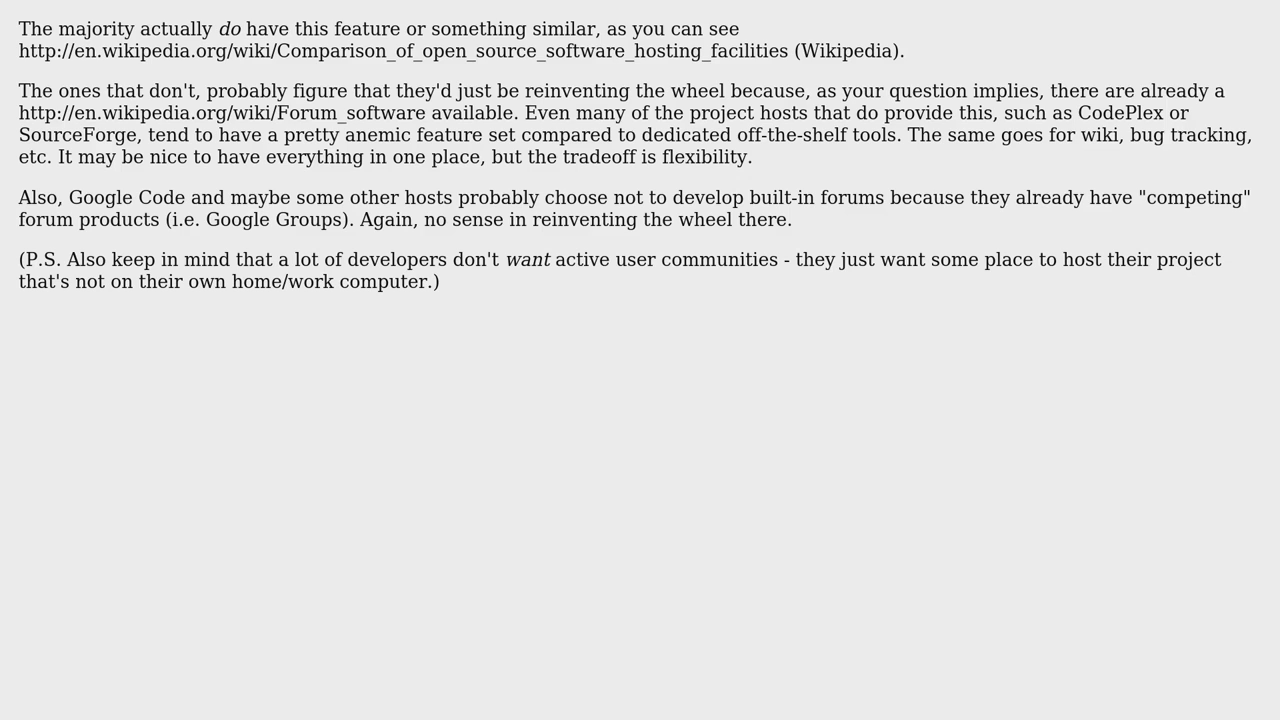 The majority actually do have this feature or something similar, as you can see
http://en.wikipedia.org/wiki/Comparison_of_open_source_software_hosting_facilities (Wikipedia).
The ones that don't, probably figure that they'd just be reinventing the wheel because, as your question implies, there are already a
http://en.wikipedia.org/wiki/Forum_software available. Even many of the project hosts that do provide this, such as CodePlex or
SourceForge, tend to have a pretty anemic feature set compared to dedicated off-the-shelf tools. The same goes for wiki, bug tracking,
etc. It may be nice to have everything in one place, but the tradeoff is flexibility.
Also, Google Code and maybe some other hosts probably choose not to develop built-in forums because they already have "competing"
forum products (i.e. Google Groups). Again, no sense in reinventing the wheel there.
(P.S. Also keep in mind that a lot of developers don't want active user communities - they just want some place to host their project
that's not on their own home/work computer.)